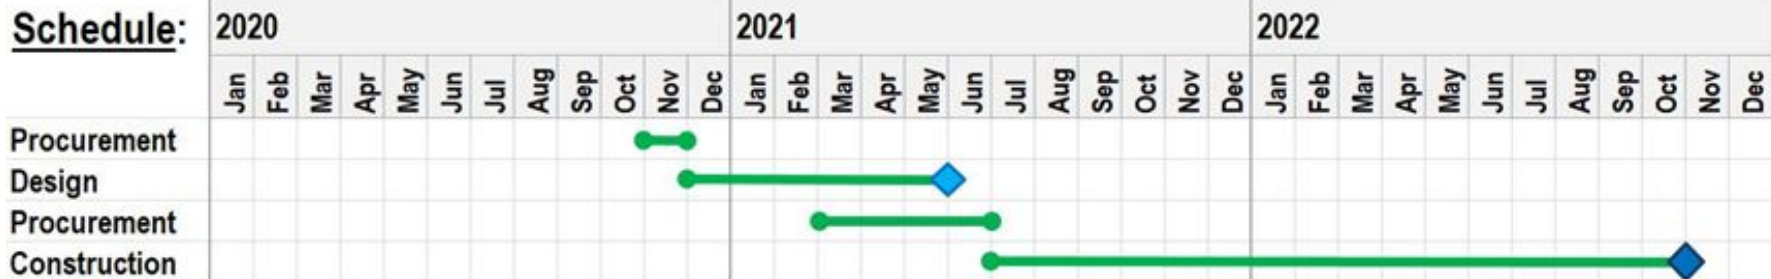 Schedule: 2020 2021 2022
Jan Feb Mar Apr May Jun Jul Aug Sep Oct Nov Dec Jan Feb Mar Apr May Jun Jul Aug Sep Oct Nov Dec Jan Feb Mar Apr May Jun Jul Aug Sep Oct Nov Dec
Procurement
Design
Procurement
Construction